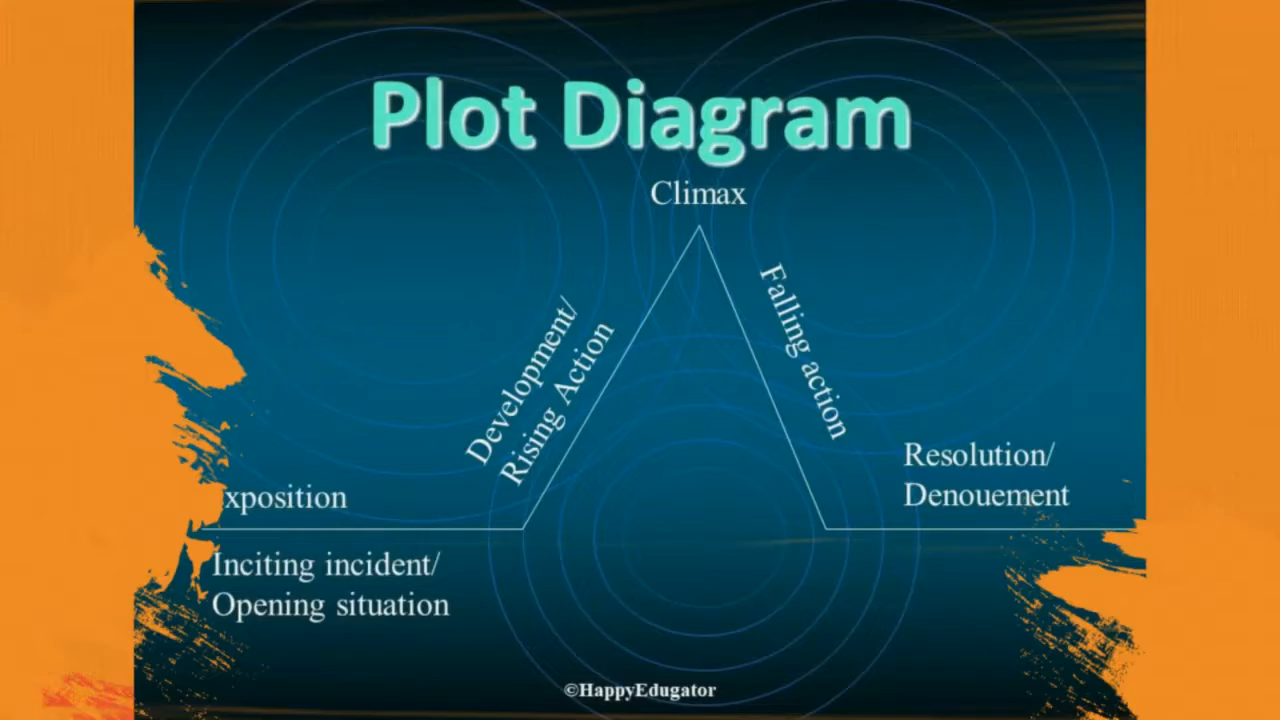 Plot Diagram
Climax
Development/
Rising Action
Falling action
Resolution/
Denouement
xposition
Inciting incident/
Opening situation
©HappyEdugator